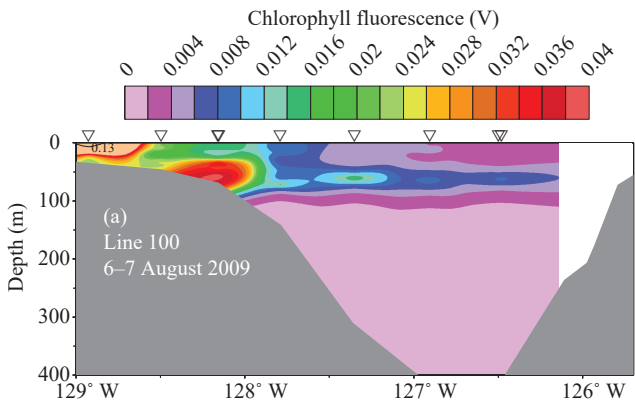 Chlorophyll fluorescence (V)
0 0.004 0.008 0.012 0.016 0.02 0.024 0.028 0.032 0.036 0.04
0
0.13
100
200
300
400
Depth (m)
(a)
Line 100
6–7 August 2009
129° W 128° W 127° W 126° W